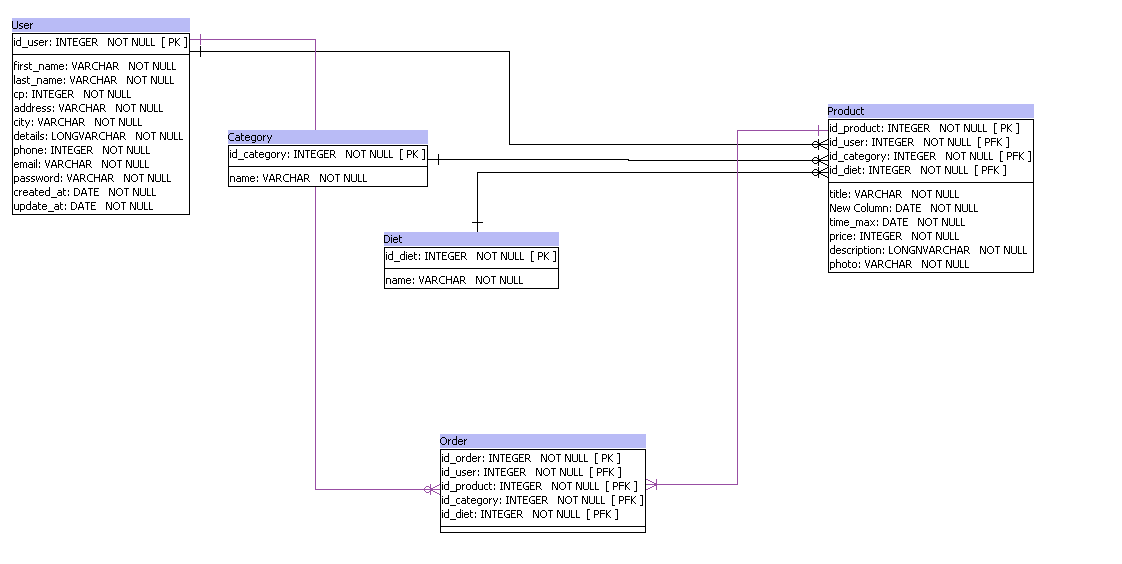 User
id_user: INTEGER NOT NULL [ PK ]
first_name: VARCHAR NOT NULL
last_name: VARCHAR NOT NULL
cp: INTEGER NOT NULL
address: VARCHAR NOT NULL
city: VARCHAR NOT NULL
details: LONGVARCHAR NOT NULL
phone: INTEGER NOT NULL
email: VARCHAR NOT NULL
password: VARCHAR NOT NULL
created_at: DATE NOT NULL
update_at: DATE NOT NULL
Category
id_category: INTEGER NOT NULL [ PK ]
name: VARCHAR NOT NULL
Diet
id_diet: INTEGER NOT NULL [ PK ]
name: VARCHAR NOT NULL
Product
id_product: INTEGER NOT NULL [ PK ]
id_user: INTEGER NOT NULL [ PFK ]
id_category: INTEGER NOT NULL [ PFK ]
id_diet: INTEGER NOT NULL [ PFK ]
title: VARCHAR NOT NULL
New Column: DATE NOT NULL
time_max: DATE NOT NULL
price: INTEGER NOT NULL
description: LONGNVARCHAR NOT NULL
photo: VARCHAR NOT NULL
Order
id_order: INTEGER NOT NULL [ PK ]
id_user: INTEGER NOT NULL [ PFK ]
id_product: INTEGER NOT NULL [ PFK ]
id_category: INTEGER NOT NULL [ PFK ]
id_diet: INTEGER NOT NULL [ PFK ]